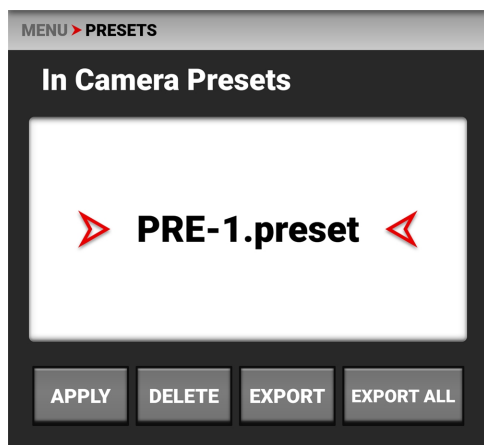 MENU PRESETS
In Camera Presets
PRE-1.preset
APPLY DELETE EXPORT EXPORT ALL